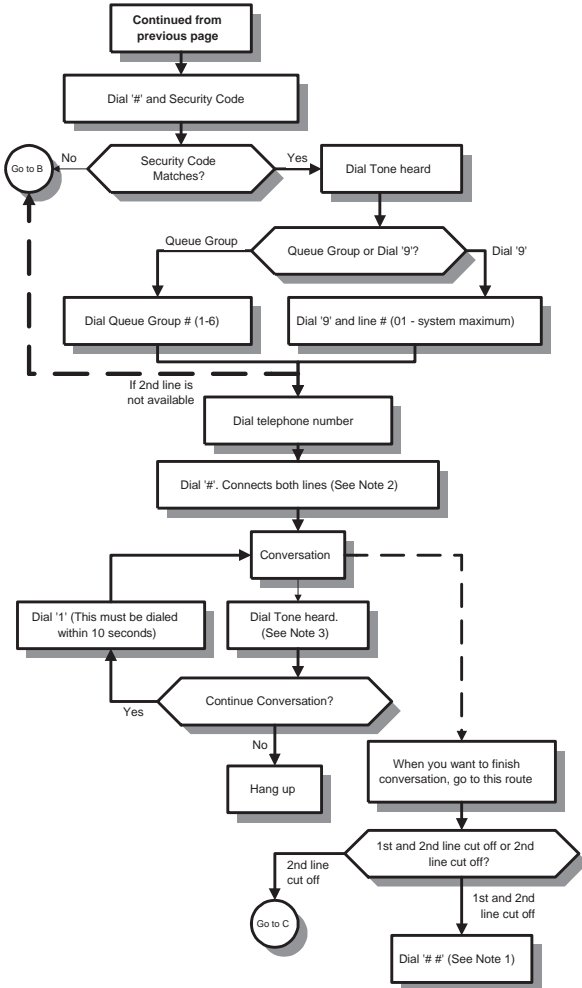 Continued from
previous page
Dial '#' and Security Code
Go to B
No
Security Code
Matches?
Yes
Dial Tone heard
Queue Group
Queue Group or Dial '9'?
Dial '9'
Dial Queue Group # (1-6)
Dial '9' and line # (01 - system maximum)
If 2nd line is
not available
Dial telephone number
Dial '#'. Connects both lines (See Note 2)
Conversation
Dial '1' (This must be dialed
within 10 seconds)
Dial Tone heard.
(See Note 3)
Continue Conversation?
Yes
No
Hang up
When you want to finish
conversation, go to this route
1st and 2nd line cut off or 2nd
line cut off?
2nd line
cut off
Go to C
1st and 2nd
line cut off
Dial '# #' (See Note 1)